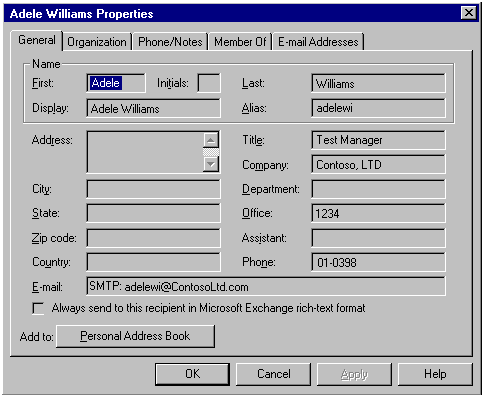 Adele Williams Properties
General Organization Phone/Notes Member Of E-mail Addresses
Name
First: Adele Initials: Last: Williams
Display: Adele Williams Alias: adelewi
Address: Title: Test Manager
Company: Contoso, LTD
City: Department:
State: Office: 1234
Zip code: Assistant:
Country: Phone: 01-0398
E-mail: SMTP: adelewi@ContosoLtd.com
Always send to this recipient in Microsoft Exchange rich-text format
Add to: Personal Address Book
OK Cancel Apply Help